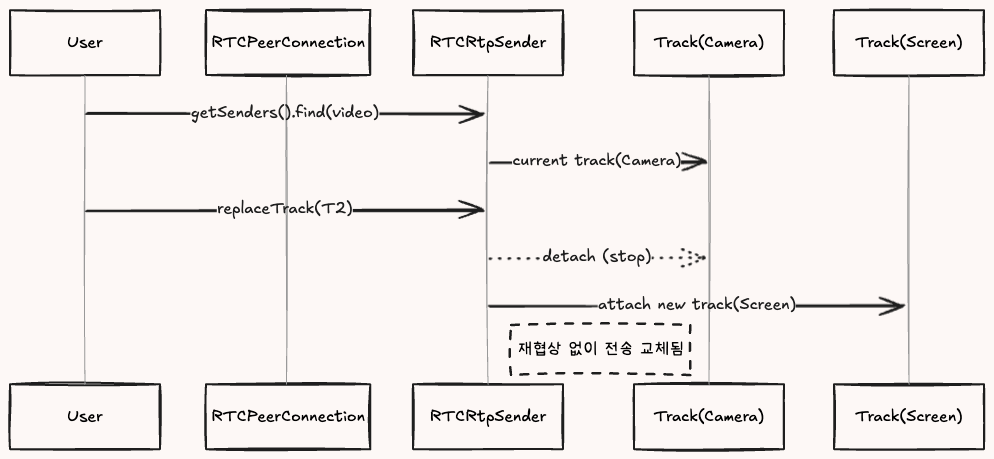 User
RTCPeerConnection
RTCRtpSender
Track(Camera)
Track(Screen)
getSenders().find(video)
current track(Camera)
replaceTrack(T2)
detach (stop)
attach new track(Screen)
재협상 없이 전송 교체됨
User
RTCPeerConnection
RTCRtpSender
Track(Camera)
Track(Screen)